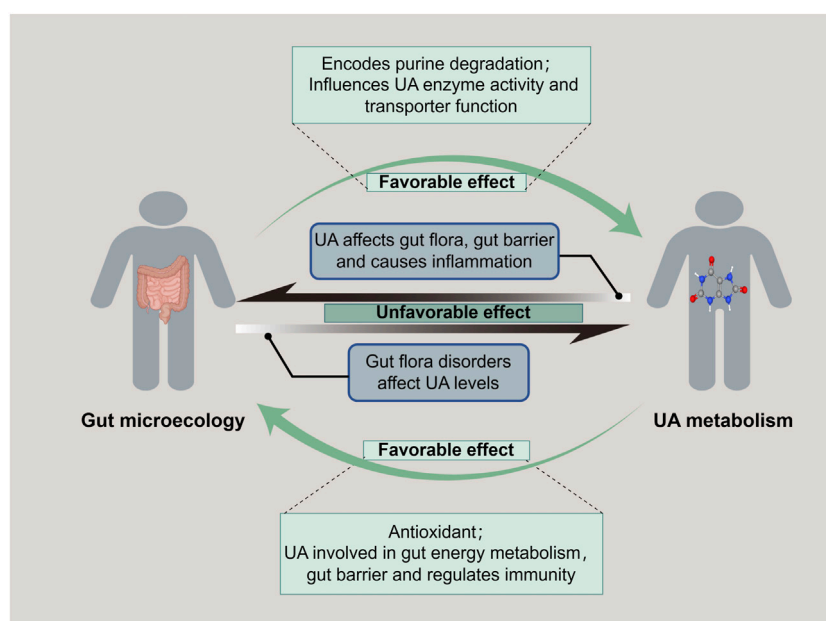 Encodes purine degradation;
Influences UA enzyme activity and
transporter function
Favorable effect
UA affects gut flora, gut barrier
and causes inflammation
Unfavorable effect
Gut flora disorders
affect UA levels
Gut microecology
UA metabolism
Favorable effect
Antioxidant;
UA involved in gut energy metabolism,
gut barrier and regulates immunity